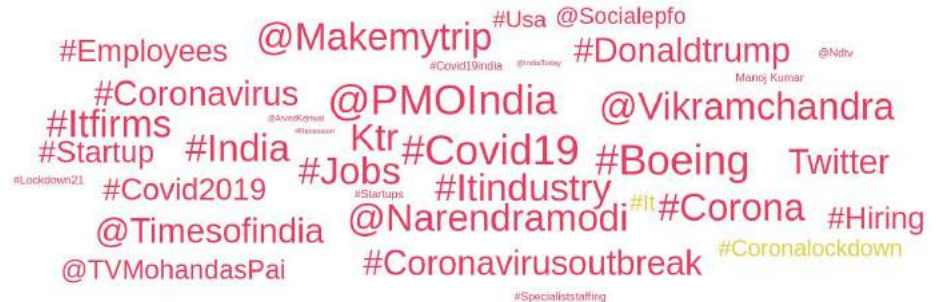 #Usa @Socialepfo
#Employees @Makemytrip #Donaldtrump @Ndtv
#Covid19india @IndiaToday
Manoj Kumar
#Coronavirus @PMOIndia @Vikramchandra
#Itfirms @ArvindKejriwal
#Recession
#Startup #India Ktr #Covid19 #Boeing Twitter
#Lockdown21 #Covid2019 #Jobs #Itindustry
#Startups #It #Corona #Hiring
@Timesofindia @Narendramodi
#Coronalockdown
@TVMohandasPai #Coronavirusoutbreak
#Specialiststaffing